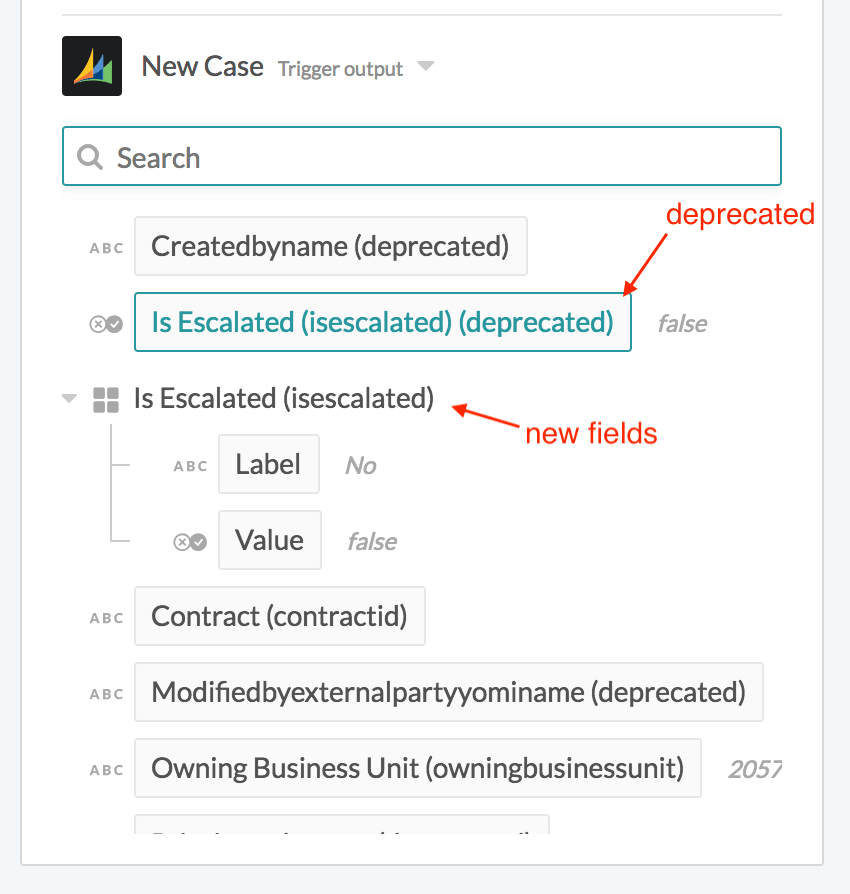 New Case Trigger output
Search
deprecated
ABC Createdbyname (deprecated)
Is Escalated (isescalated) (deprecated) false
Is Escalated (isescalated)
new fields
ABC Label No
Value false
ABC Contract (contractid)
ABC Modifiedbyexternalpartyyominame (deprecated)
ABC Owning Business Unit (owningbusinessunit) 2057